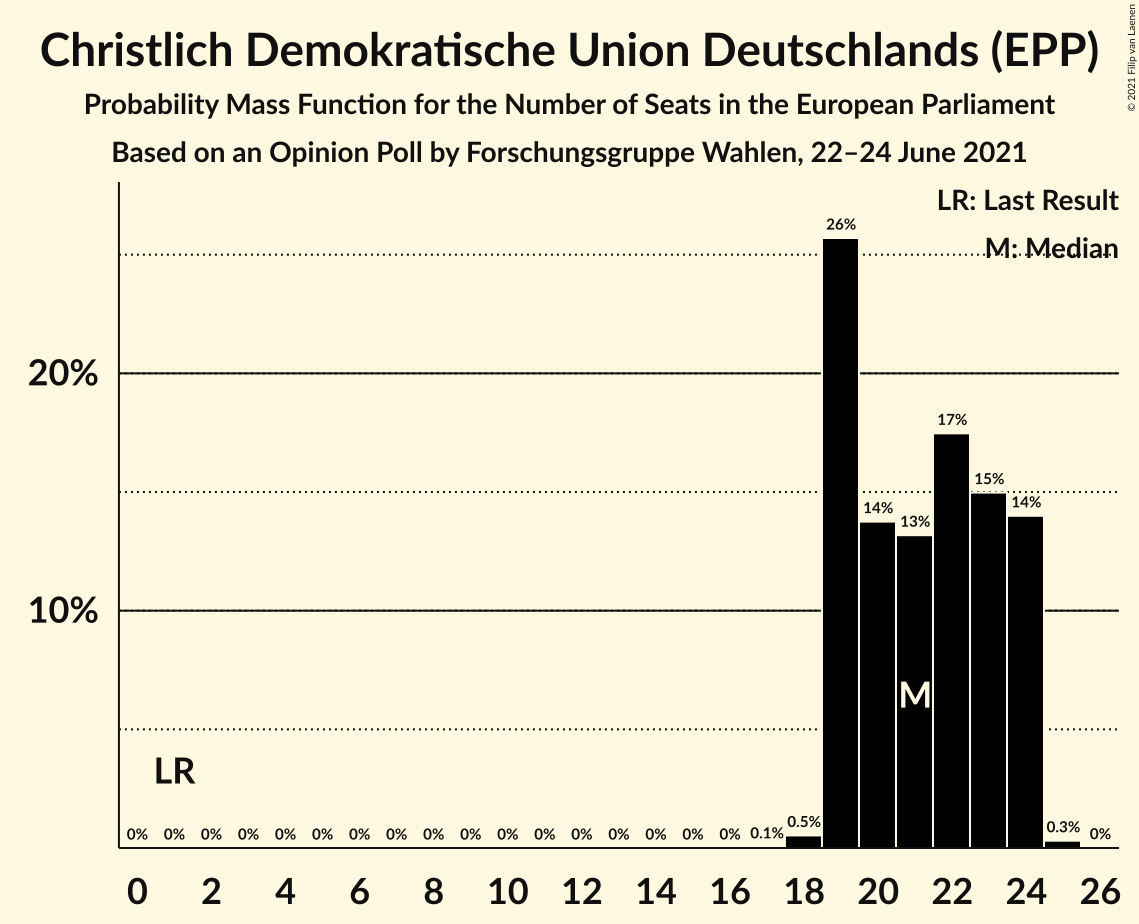 Christlich Demokratische Union Deutschlands (EPP)
Probability Mass Function for the Number of Seats in the European Parliament
Based on an Opinion Poll by Forschungsgruppe Wahlen, 22–24 June 2021
© 2021 Filip van Laenen
LR: Last Result
M: Median
26%
20%
17%
15%
14%
14%
13%
10%
M
LR
0% 0% 0% 0% 0% 0% 0% 0% 0% 0% 0% 0% 0% 0% 0% 0% 0% 0.1% 0.5% 0.3% 0%
0 2 4 6 8 10 12 14 16 18 20 22 24 26